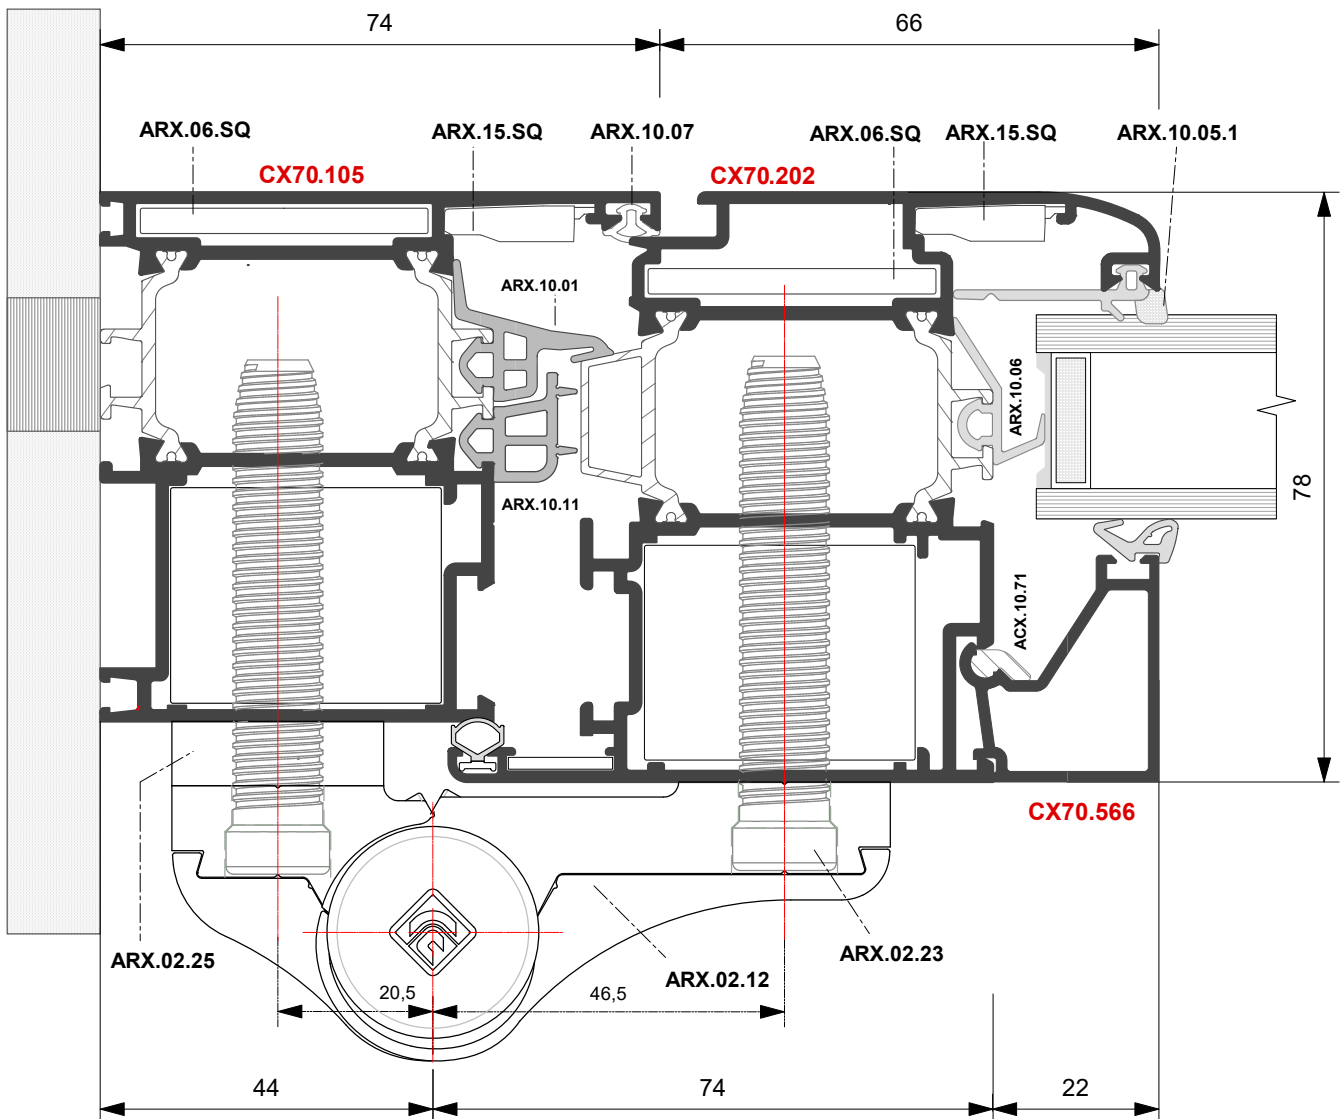 74
66
ARX.06.SQ
ARX.15.SQ
ARX.10.07
ARX.06.SQ
ARX.15.SQ
ARX.10.05.1
CX70.105
CX70.202
ARX.10.01
ARX.10.06
78
ARX.10.11
ACX.10.71
CX70.566
ARX.02.25
ARX.02.12
ARX.02.23
20,5
46,5
44
74
22